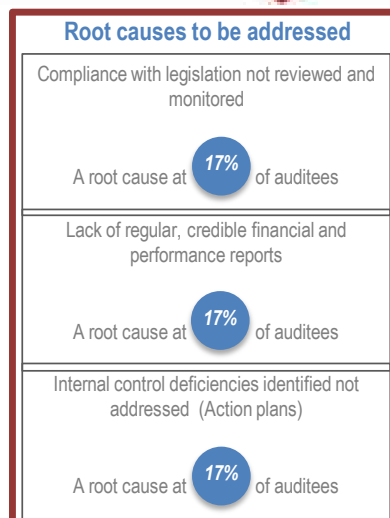 Root causes to be addressed
Compliance with legislation not reviewed and
monitored
A root cause at 17% of auditees
Lack of regular, credible financial and
performance reports
A root cause at 17% of auditees
Internal control deficiencies identified not
addressed (Action plans)
A root cause at 17% of auditees